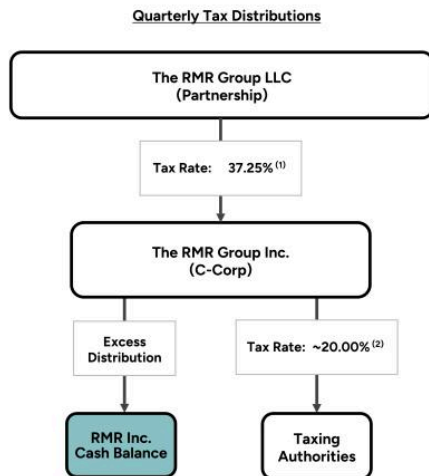 Quarterly Tax Distributions
The RMR Group LLC
(Partnership)
Tax Rate: 37.25% (1)
The RMR Group Inc.
(C-Corp)
Excess
Distribution
Tax Rate: ~20.00% (2)
RMR Inc.
Cash Balance
Taxing
Authorities